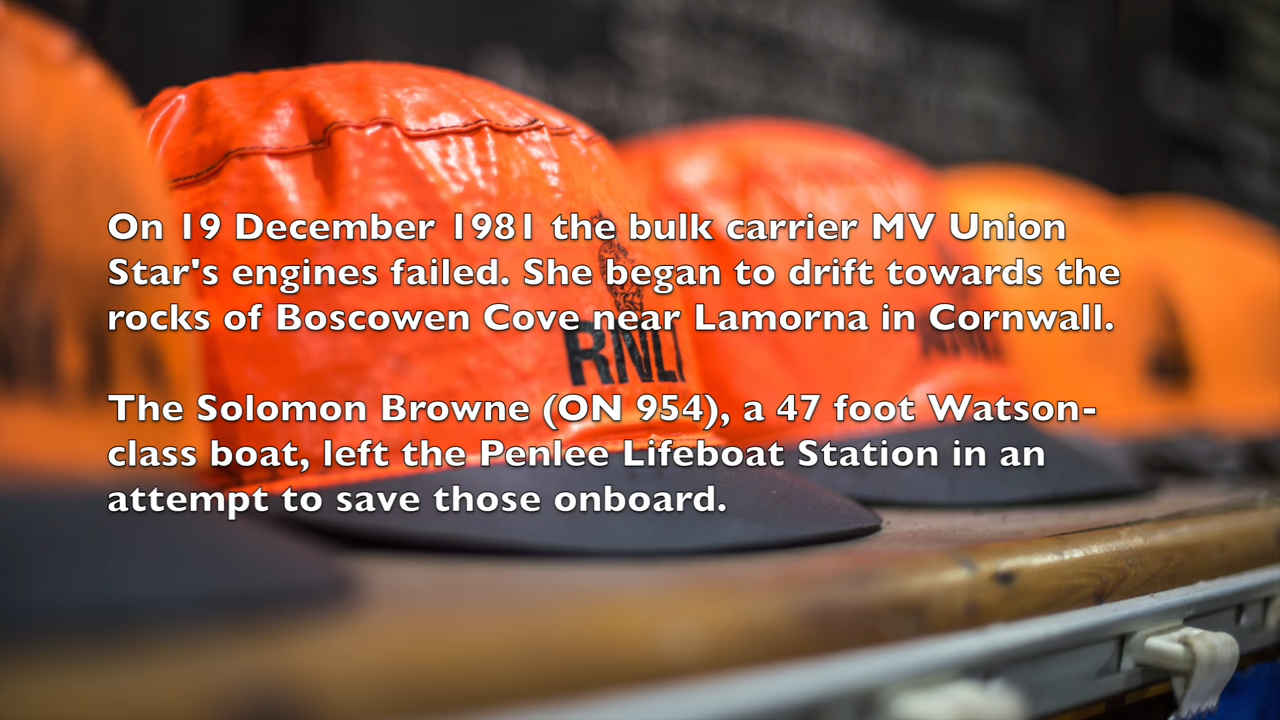 On 19 December 1981 the bulk carrier MV Union
Star's engines failed. She began to drift towards the
rocks of Boscowen Cove near Lamorna in Cornwall.
The Solomon Browne (ON 954), a 47 foot Watson-
class boat, left the Penlee Lifeboat Station in an
attempt to save those onboard.
RNLI
RNLI